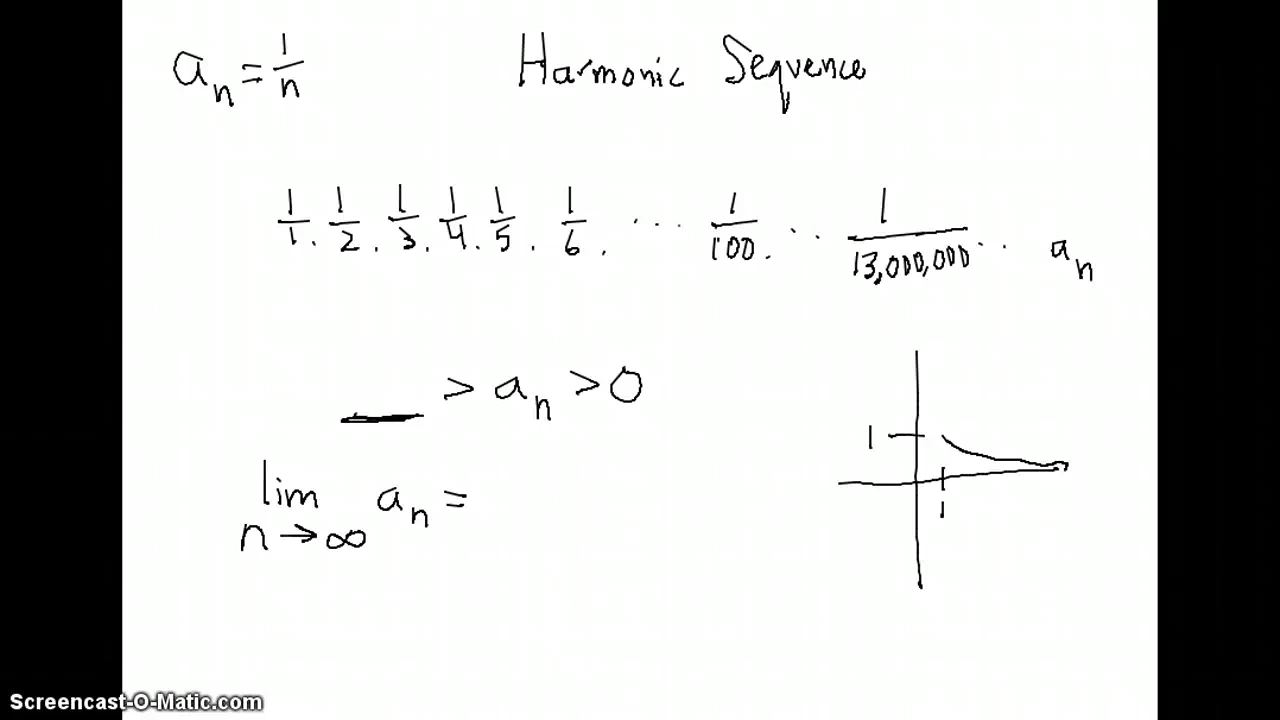 aₙ = 1/n
Harmonic Sequence
1/1, 1/2, 1/3, 1/4, 1/5, 1/6, ... 1/100, ... 1/13,000,000 ... aₙ
___ > aₙ > 0
lim n→∞ aₙ =
1
1
Screencast-O-Matic.com